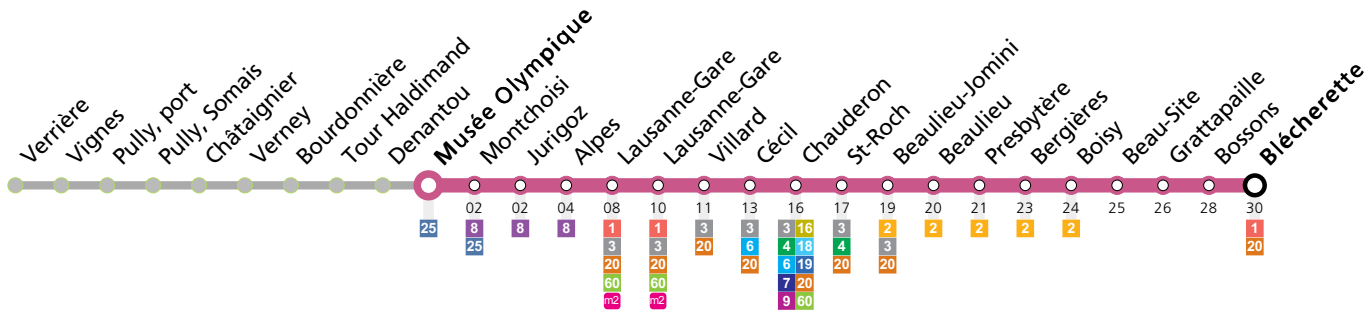 Verrière
Vignes
Pully, port
Pully, Somais
Châtaignier
Verney
Bourdonnière
Tour Haldimand
Denantou
Musée Olympique
Montchoisi
Jurigoz
Alpes
Lausanne-Gare
Lausanne-Gare
Villard
Cécil
Chauderon
St-Roch
Beaulieu-Jomini
Beaulieu
Presbytère
Bergières
Boisy
Beau-Site
Grattapaille
Bossons
Blécherette
02 02 04 08 10 11 13 16 17 19 20 21 23 24 25 26 28 30
25 8 8 8 1 1 3 3 3 16 3 2 2 2 2 2 1
25 3 3 20 6 4 18 4 3 20
20 20 20 6 19 20 20
60 60 7 20
m2 m2 9 60